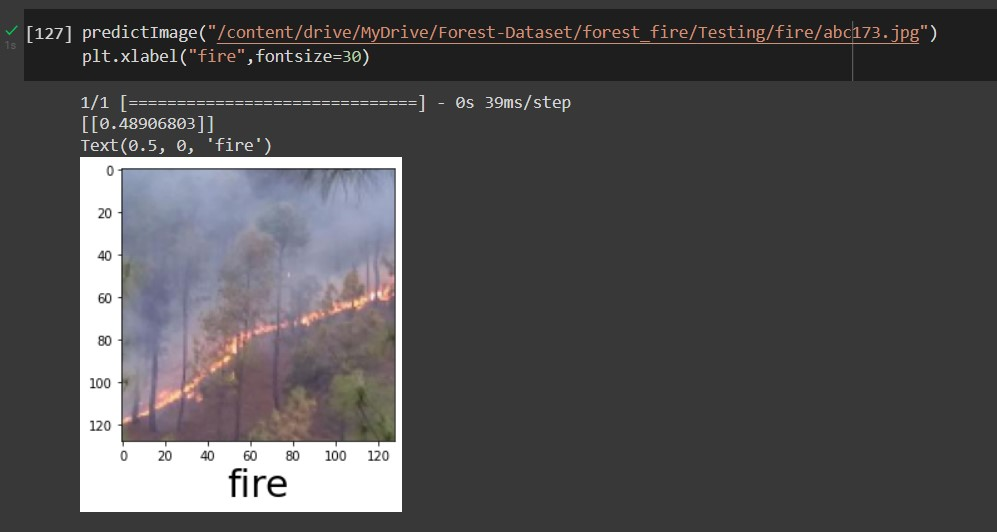 [127] predictImage("/content/drive/MyDrive/Forest-Dataset/forest_fire/Testing/fire/abc173.jpg")
1s
plt.xlabel("fire",fontsize=30)
1/1 [==============================] - 0s 39ms/step
[[0.48906803]]
Text(0.5, 0, 'fire')
0
20
40
60
80
100
120
0 20 40 60 80 100 120
fire